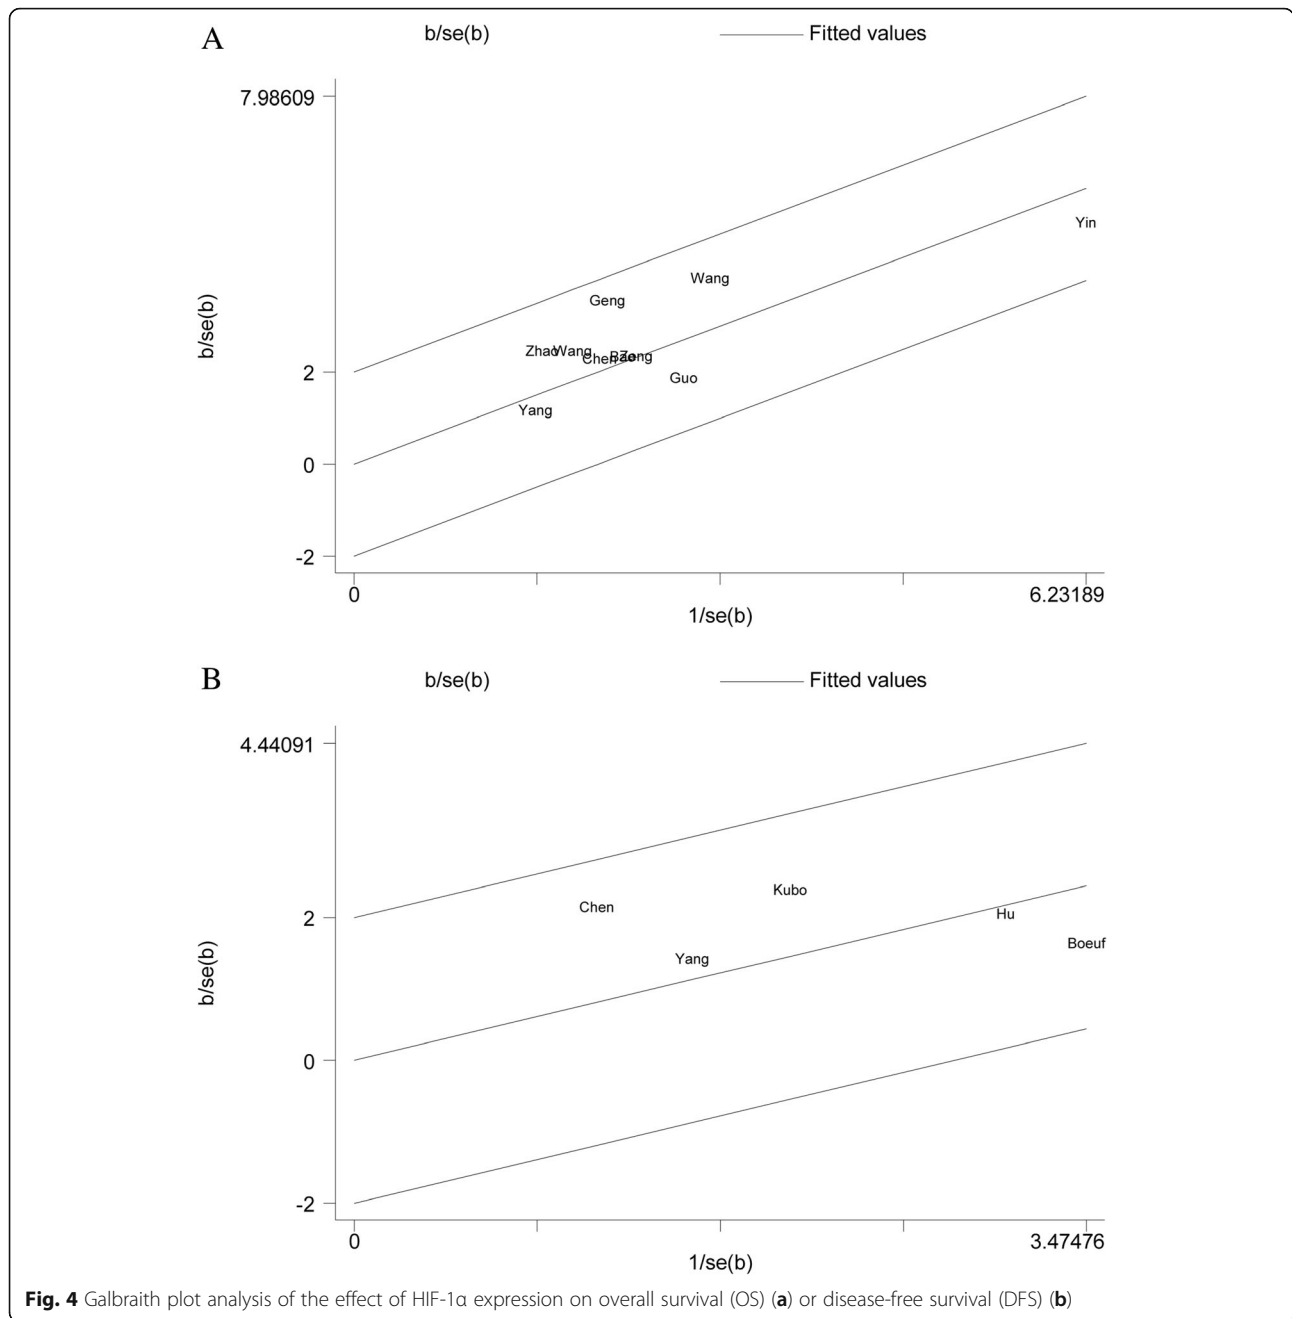 A
b/se(b) Fitted values
7.98609
Yin
Wang
Geng
b/se(b)
Zhao Wang Chen Zeng
2
Guo
Yang
0
-2
0 6.23189
1/se(b)
B
b/se(b) Fitted values
4.44091
Kubo
Chen
Hu
2
Boeuf
Yang
b/se(b)
0
-2
0 3.47476
1/se(b)
Fig. 4 Galbraith plot analysis of the effect of HIF-1α expression on overall survival (OS) (a) or disease-free survival (DFS) (b)